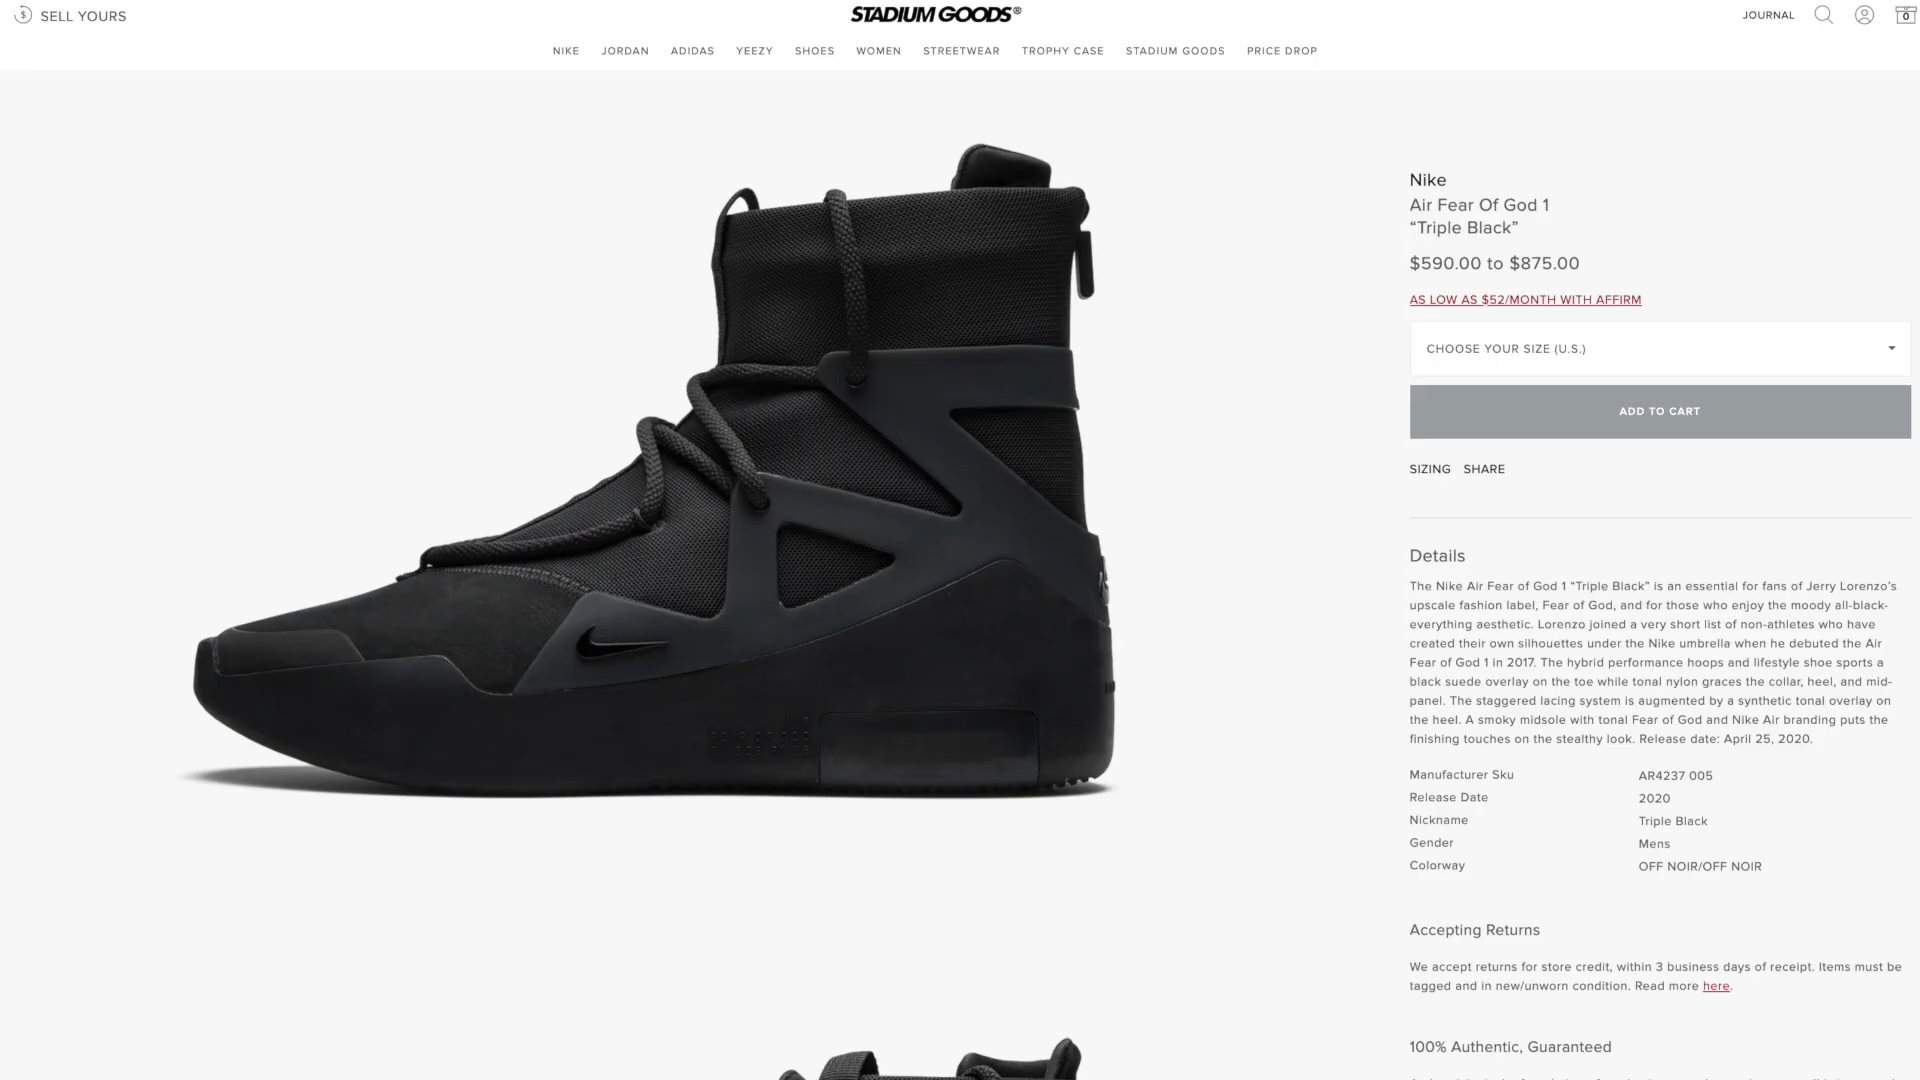 SELL YOURS
STADIUM GOODS®
JOURNAL
0
NIKE JORDAN ADIDAS YEEZY SHOES WOMEN STREETWEAR TROPHY CASE STADIUM GOODS PRICE DROP
Nike
Air Fear Of God 1
“Triple Black”
$590.00 to $875.00
AS LOW AS $52/MONTH WITH AFFIRM
CHOOSE YOUR SIZE (U.S.)
ADD TO CART
SIZING SHARE
Details
The Nike Air Fear of God 1 “Triple Black” is an essential for fans of Jerry Lorenzo’s
upscale fashion label, Fear of God, and for those who enjoy the moody all-black-
everything aesthetic. Lorenzo joined a very short list of non-athletes who have
created their own silhouettes under the Nike umbrella when he debuted the Air
Fear of God 1 in 2017. The hybrid performance hoops and lifestyle shoe sports a
black suede overlay on the toe while tonal nylon graces the collar, heel, and mid-
panel. The staggered lacing system is augmented by a synthetic tonal overlay on
the heel. A smoky midsole with tonal Fear of God and Nike Air branding puts the
finishing touches on the stealthy look. Release date: April 25, 2020.
Manufacturer Sku AR4237 005
Release Date 2020
Nickname Triple Black
Gender Mens
Colorway OFF NOIR/OFF NOIR
Accepting Returns
We accept returns for store credit, within 3 business days of receipt. Items must be
tagged and in new/unworn condition. Read more here.
100% Authentic, Guaranteed